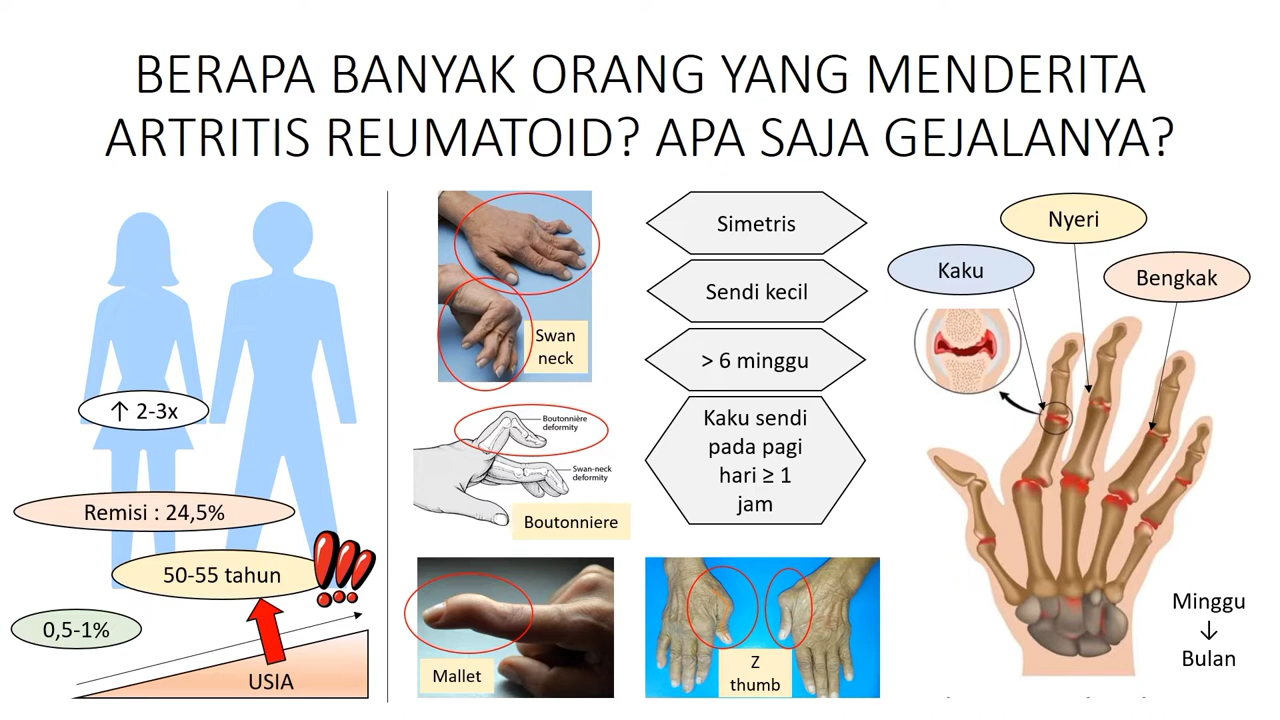 BERAPA BANYAK ORANG YANG MENDERITA
ARTRITIS REUMATOID? APA SAJA GEJALANYA?
↑ 2-3x
Remisi : 24,5%
50-55 tahun
0,5-1%
USIA
Swan
neck
Boutonnière
deformity
Swan-neck
deformity
Boutonniere
Mallet
Simetris
Sendi kecil
> 6 minggu
Kaku sendi
pada pagi
hari ≥ 1
jam
Z
thumb
Nyeri
Kaku
Bengkak
Minggu
↓
Bulan